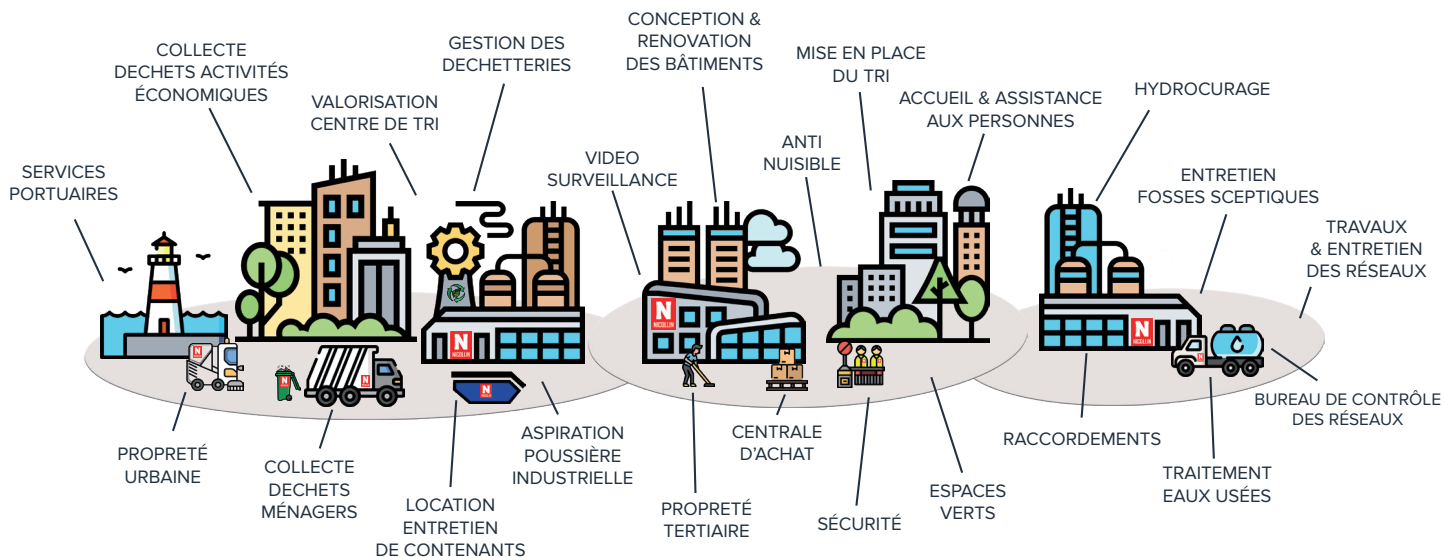 SERVICES
PORTUAIRES
COLLECTE
DECHETS ACTIVITÉS
ÉCONOMIQUES
VALORISATION
CENTRE DE TRI
GESTION DES
DECHETTERIES
VIDEO
SURVEILLANCE
CONCEPTION &
RENOVATION
DES BÂTIMENTS
ANTI
NUISIBLE
MISE EN PLACE
DU TRI
ACCUEIL & ASSISTANCE
AUX PERSONNES
HYDROCURAGE
ENTRETIEN
FOSSES SCEPTIQUES
TRAVAUX
& ENTRETIEN
DES RÉSEAUX
N
NICOLLIN
N
NICOLLIN
N
NICOLLIN
N
N
N
N
N
PROPRETÉ
URBAINE
COLLECTE
DECHETS
MÉNAGERS
LOCATION
ENTRETIEN
DE CONTENANTS
ASPIRATION
POUSSIÈRE
INDUSTRIELLE
PROPRETÉ
TERTIAIRE
CENTRALE
D'ACHAT
SÉCURITÉ
ESPACES
VERTS
RACCORDEMENTS
TRAITEMENT
EAUX USÉES
BUREAU DE CONTRÔLE
DES RÉSEAUX